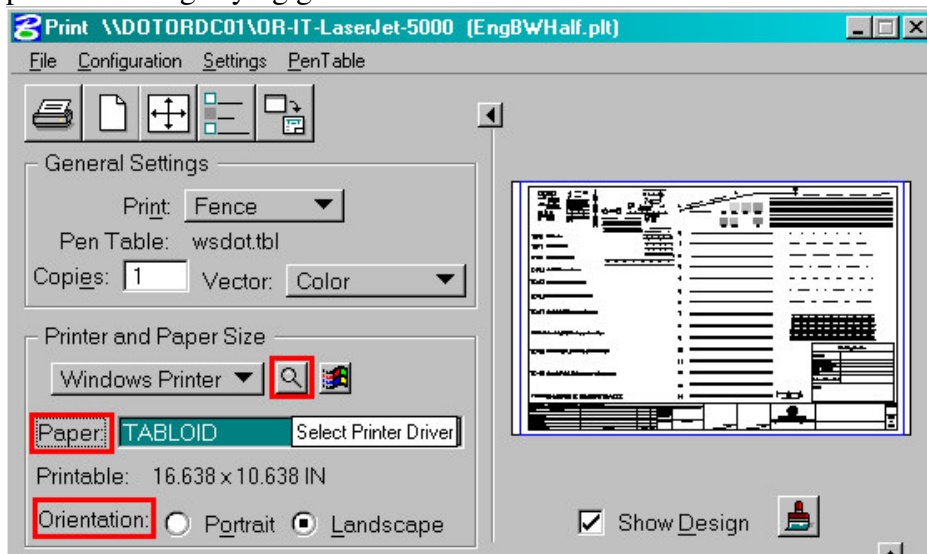 Print \\DOTORDC01\OR-IT-LaserJet-5000 (EngBWHalf.plt)
File Configuration Settings PenTable
General Settings
Print: Fence
Pen Table: wsdot.tbl
Copies: 1 Vector: Color
Printer and Paper Size
Windows Printer
Paper: TABLOID Select Printer Driver
Printable: 16.638 x 10.638 IN
Orientation: Portrait Landscape
Show Design